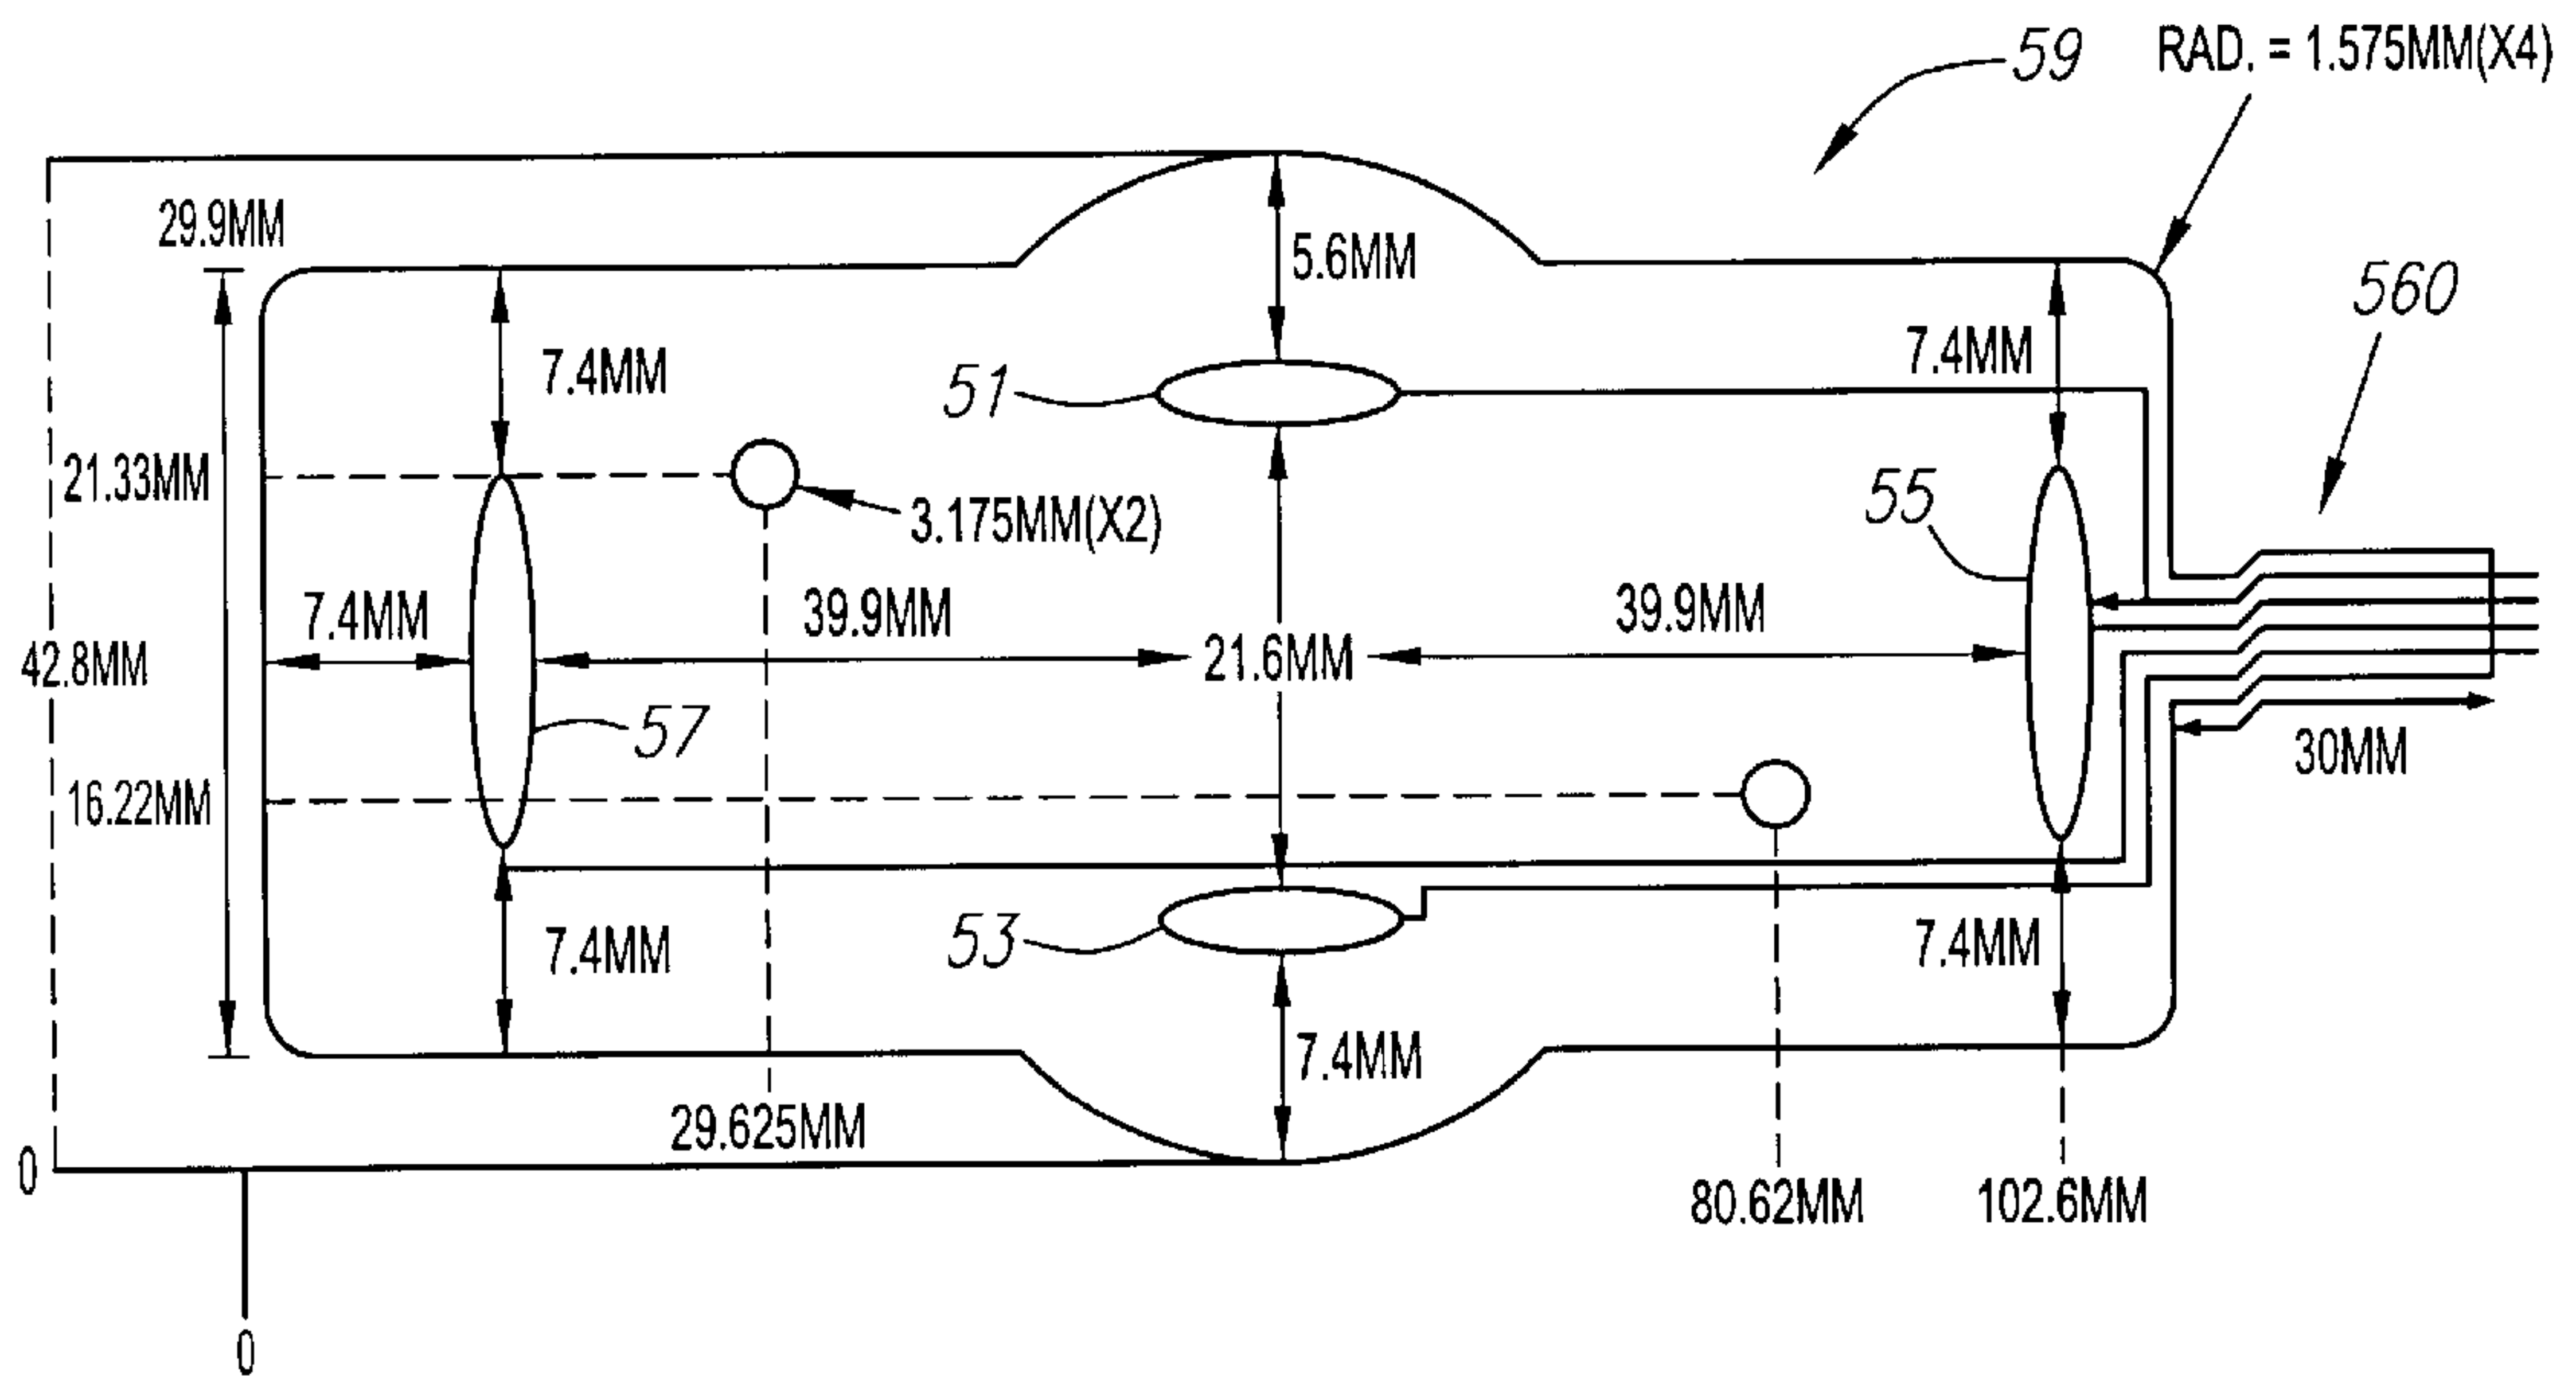 59
RAD. = 1.575MM(X4)
29.9MM
5.6MM
560
7.4MM
7.4MM
51
21.33MM
3.175MM(X2)
55
7.4MM
39.9MM
39.9MM
42.8MM
21.6MM
57
30MM
16.22MM
53
7.4MM
7.4MM
7.4MM
29.625MM
0
80.62MM
102.6MM
0